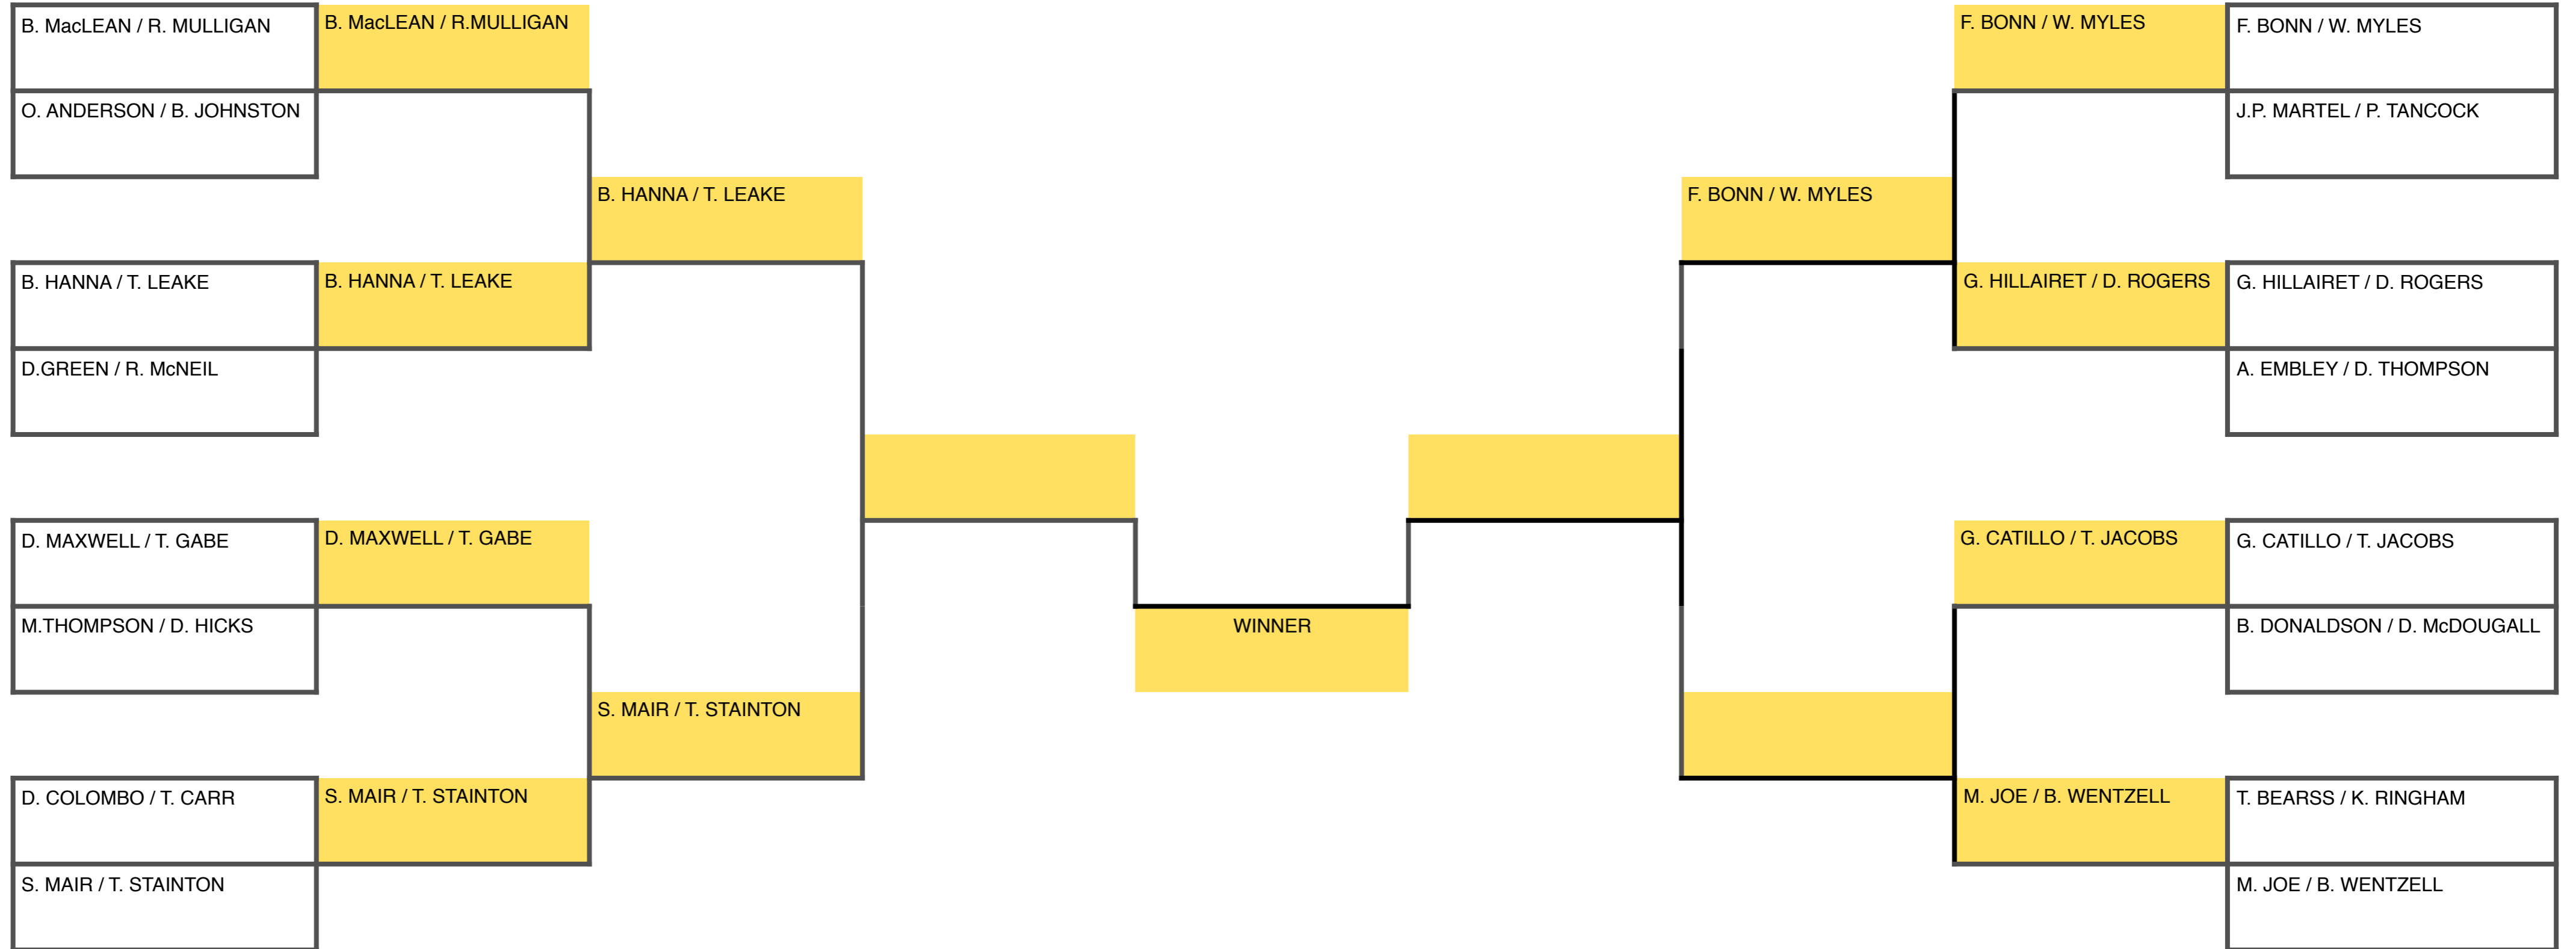 B. MacLEAN / R. MULLIGAN
B. MacLEAN / R.MULLIGAN
F. BONN / W. MYLES
F. BONN / W. MYLES
O. ANDERSON / B. JOHNSTON
J.P. MARTEL / P. TANCOCK
B. HANNA / T. LEAKE
F. BONN / W. MYLES
B. HANNA / T. LEAKE
B. HANNA / T. LEAKE
G. HILLAIRET / D. ROGERS
G. HILLAIRET / D. ROGERS
D.GREEN / R. McNEIL
A. EMBLEY / D. THOMPSON
D. MAXWELL / T. GABE
D. MAXWELL / T. GABE
G. CATILLO / T. JACOBS
G. CATILLO / T. JACOBS
M.THOMPSON / D. HICKS
WINNER
B. DONALDSON / D. McDOUGALL
S. MAIR / T. STAINTON
D. COLOMBO / T. CARR
S. MAIR / T. STAINTON
M. JOE / B. WENTZELL
T. BEARSS / K. RINGHAM
S. MAIR / T. STAINTON
M. JOE / B. WENTZELL